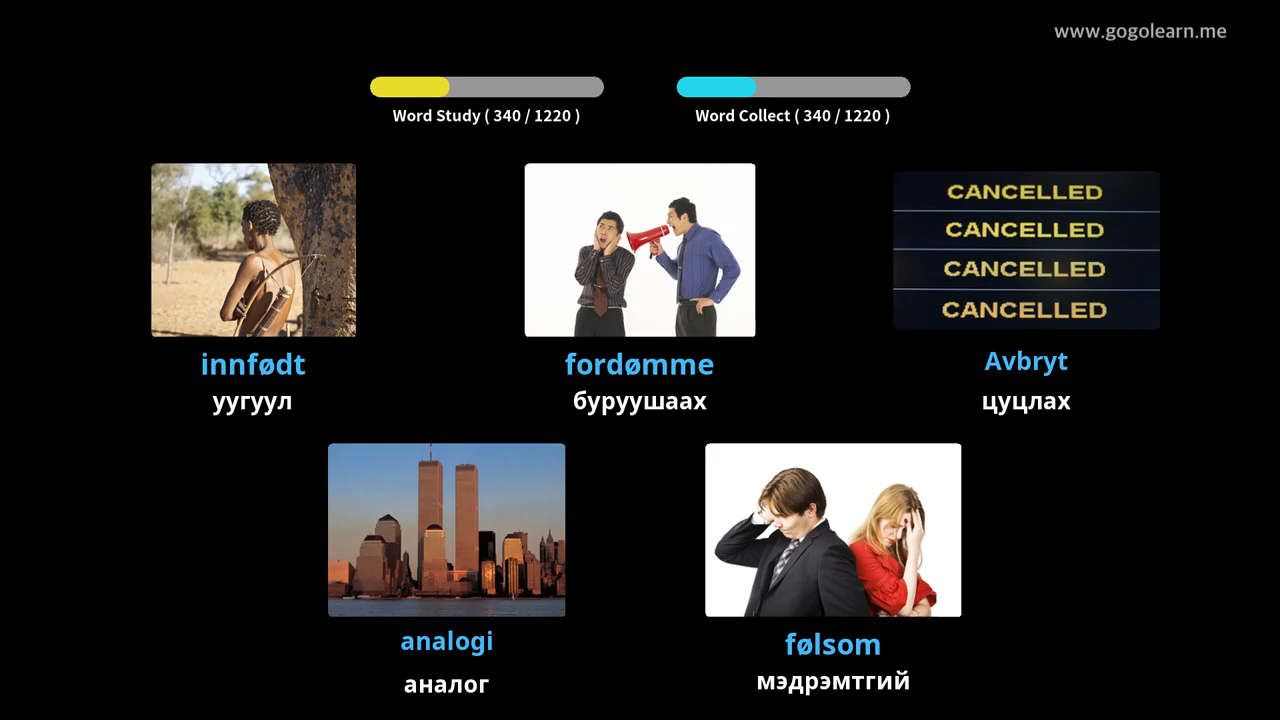 www.gogolearn.me
Word Study ( 340 / 1220 )
Word Collect ( 340 / 1220 )
CANCELLED
CANCELLED
CANCELLED
CANCELLED
innfødt
уугуул
fordømme
буруушаах
Avbryt
цуцлах
analogi
аналог
følsom
мэдрэмтгий